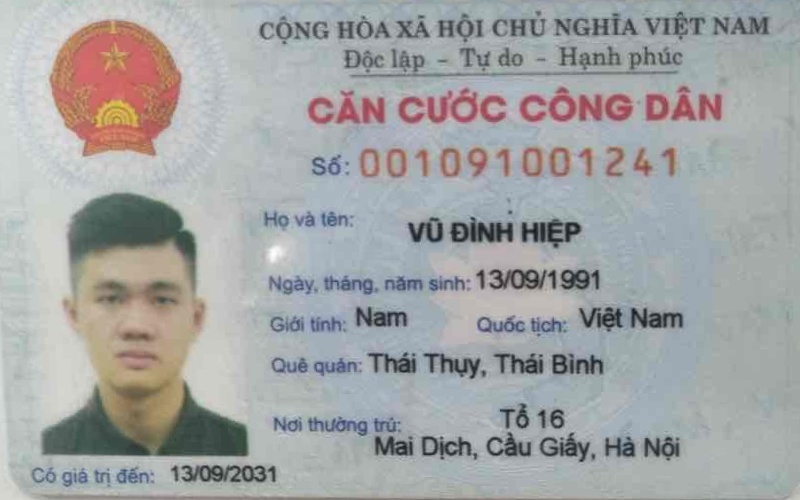 CỘNG HÒA XÃ HỘI CHỦ NGHĨA VIỆT NAM
Độc lập - Tự do - Hạnh phúc
CĂN CƯỚC CÔNG DÂN
Số: 001091001241
Họ và tên: VŨ ĐÌNH HIỆP
Ngày, tháng, năm sinh: 13/09/1991
Giới tính: Nam Quốc tịch: Việt Nam
Quê quán: Thái Thụy, Thái Bình
Nơi thường trú: Tổ 16
Mai Dịch, Cầu Giấy, Hà Nội
Có giá trị đến: 13/09/2031